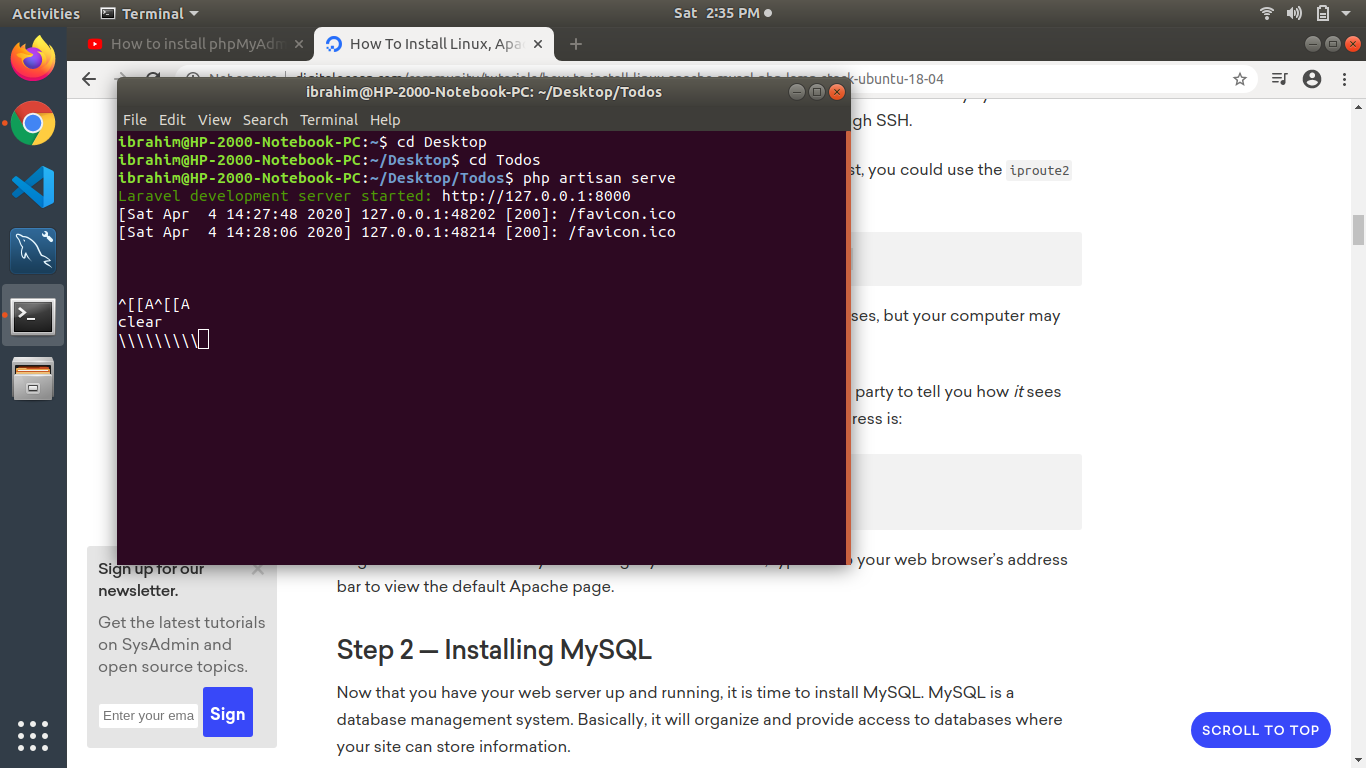 Activities Terminal Sat 2:35 PM
How to install phpMyAdm How To Install Linux, Apa
-ubuntu-18-04
ibrahim@HP-2000-Notebook-PC: ~/Desktop/Todos
File Edit View Search Terminal Help
ibrahim@HP-2000-Notebook-PC:~$ cd Desktop
ibrahim@HP-2000-Notebook-PC:~/Desktop$ cd Todos
ibrahim@HP-2000-Notebook-PC:~/Desktop/Todos$ php artisan serve
Laravel development server started: http://127.0.0.1:8000
[Sat Apr  4 14:27:48 2020] 127.0.0.1:48202 [200]: /favicon.ico
[Sat Apr  4 14:28:06 2020] 127.0.0.1:48214 [200]: /favicon.ico
^[[A^[[A
clear
\\\\\\\\\
gh SSH.
st, you could use the iproute2
ses, but your computer may
party to tell you how it sees
ress is:
your web browser's address
bar to view the default Apache page.
Step 2 — Installing MySQL
Now that you have your web server up and running, it is time to install MySQL. MySQL is a
database management system. Basically, it will organize and provide access to databases where
your site can store information.
Sign up for our
newsletter.
Get the latest tutorials
on SysAdmin and
open source topics.
Enter your ema
Sign
SCROLL TO TOP